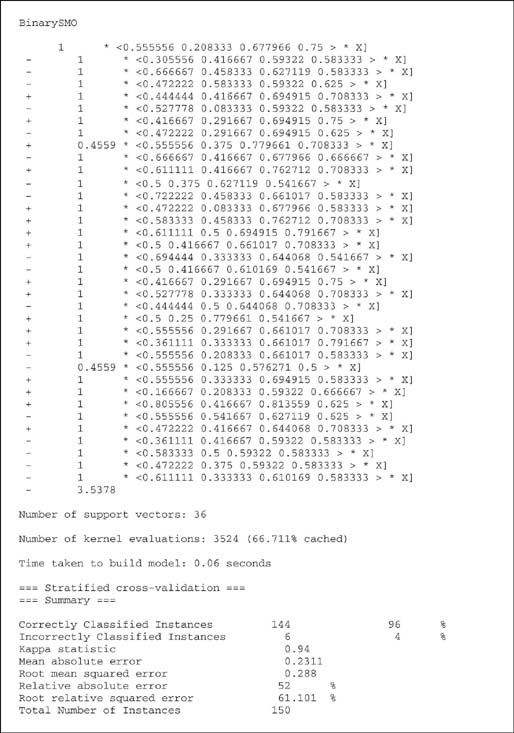 BinarySMO
1 * <0.555556 0.208333 0.677966 0.75 > * X]
- 1 * <0.305556 0.416667 0.59322 0.583333 > * X]
- 1 * <0.666667 0.458333 0.627119 0.583333 > * X]
- 1 * <0.472222 0.583333 0.59322 0.625 > * X]
+ 1 * <0.444444 0.416667 0.694915 0.708333 > * X]
- 1 * <0.527778 0.083333 0.59322 0.583333 > * X]
+ 1 * <0.416667 0.291667 0.694915 0.75 > * X]
- 1 * <0.472222 0.291667 0.694915 0.625 > * X]
+ 0.4559 * <0.555556 0.375 0.779661 0.708333 > * X]
- 1 * <0.666667 0.416667 0.677966 0.666667 > * X]
+ 1 * <0.611111 0.416667 0.762712 0.708333 > * X]
- 1 * <0.5 0.375 0.627119 0.541667 > * X]
- 1 * <0.722222 0.458333 0.661017 0.583333 > * X]
+ 1 * <0.472222 0.083333 0.677966 0.583333 > * X]
+ 1 * <0.583333 0.458333 0.762712 0.708333 > * X]
+ 1 * <0.611111 0.5 0.694915 0.791667 > * X]
+ 1 * <0.5 0.416667 0.661017 0.708333 > * X]
- 1 * <0.694444 0.333333 0.644068 0.541667 > * X]
- 1 * <0.5 0.416667 0.610169 0.541667 > * X]
+ 1 * <0.416667 0.291667 0.694915 0.75 > * X]
+ 1 * <0.527778 0.333333 0.644068 0.708333 > * X]
- 1 * <0.444444 0.5 0.644068 0.708333 > * X]
+ 1 * <0.5 0.25 0.779661 0.541667 > * X]
+ 1 * <0.555556 0.291667 0.661017 0.708333 > * X]
+ 1 * <0.361111 0.333333 0.661017 0.791667 > * X]
- 1 * <0.555556 0.208333 0.661017 0.583333 > * X]
- 0.4559 * <0.555556 0.125 0.576271 0.5 > * X]
+ 1 * <0.555556 0.333333 0.694915 0.583333 > * X]
+ 1 * <0.166667 0.208333 0.59322 0.666667 > * X]
+ 1 * <0.805556 0.416667 0.813559 0.625 > * X]
- 1 * <0.555556 0.541667 0.627119 0.625 > * X]
+ 1 * <0.472222 0.416667 0.644068 0.708333 > * X]
- 1 * <0.361111 0.416667 0.59322 0.583333 > * X]
- 1 * <0.583333 0.5 0.59322 0.583333 > * X]
- 1 * <0.472222 0.375 0.59322 0.583333 > * X]
- 1 * <0.611111 0.333333 0.610169 0.583333 > * X]
- 3.5378
Number of support vectors: 36
Number of kernel evaluations: 3524 (66.711% cached)
Time taken to build model: 0.06 seconds
=== Stratified cross-validation ===
=== Summary ===
Correctly Classified Instances 144 96 %
Incorrectly Classified Instances 6 4 %
Kappa statistic 0.94
Mean absolute error 0.2311
Root mean squared error 0.288
Relative absolute error 52 %
Root relative squared error 61.101 %
Total Number of Instances 150